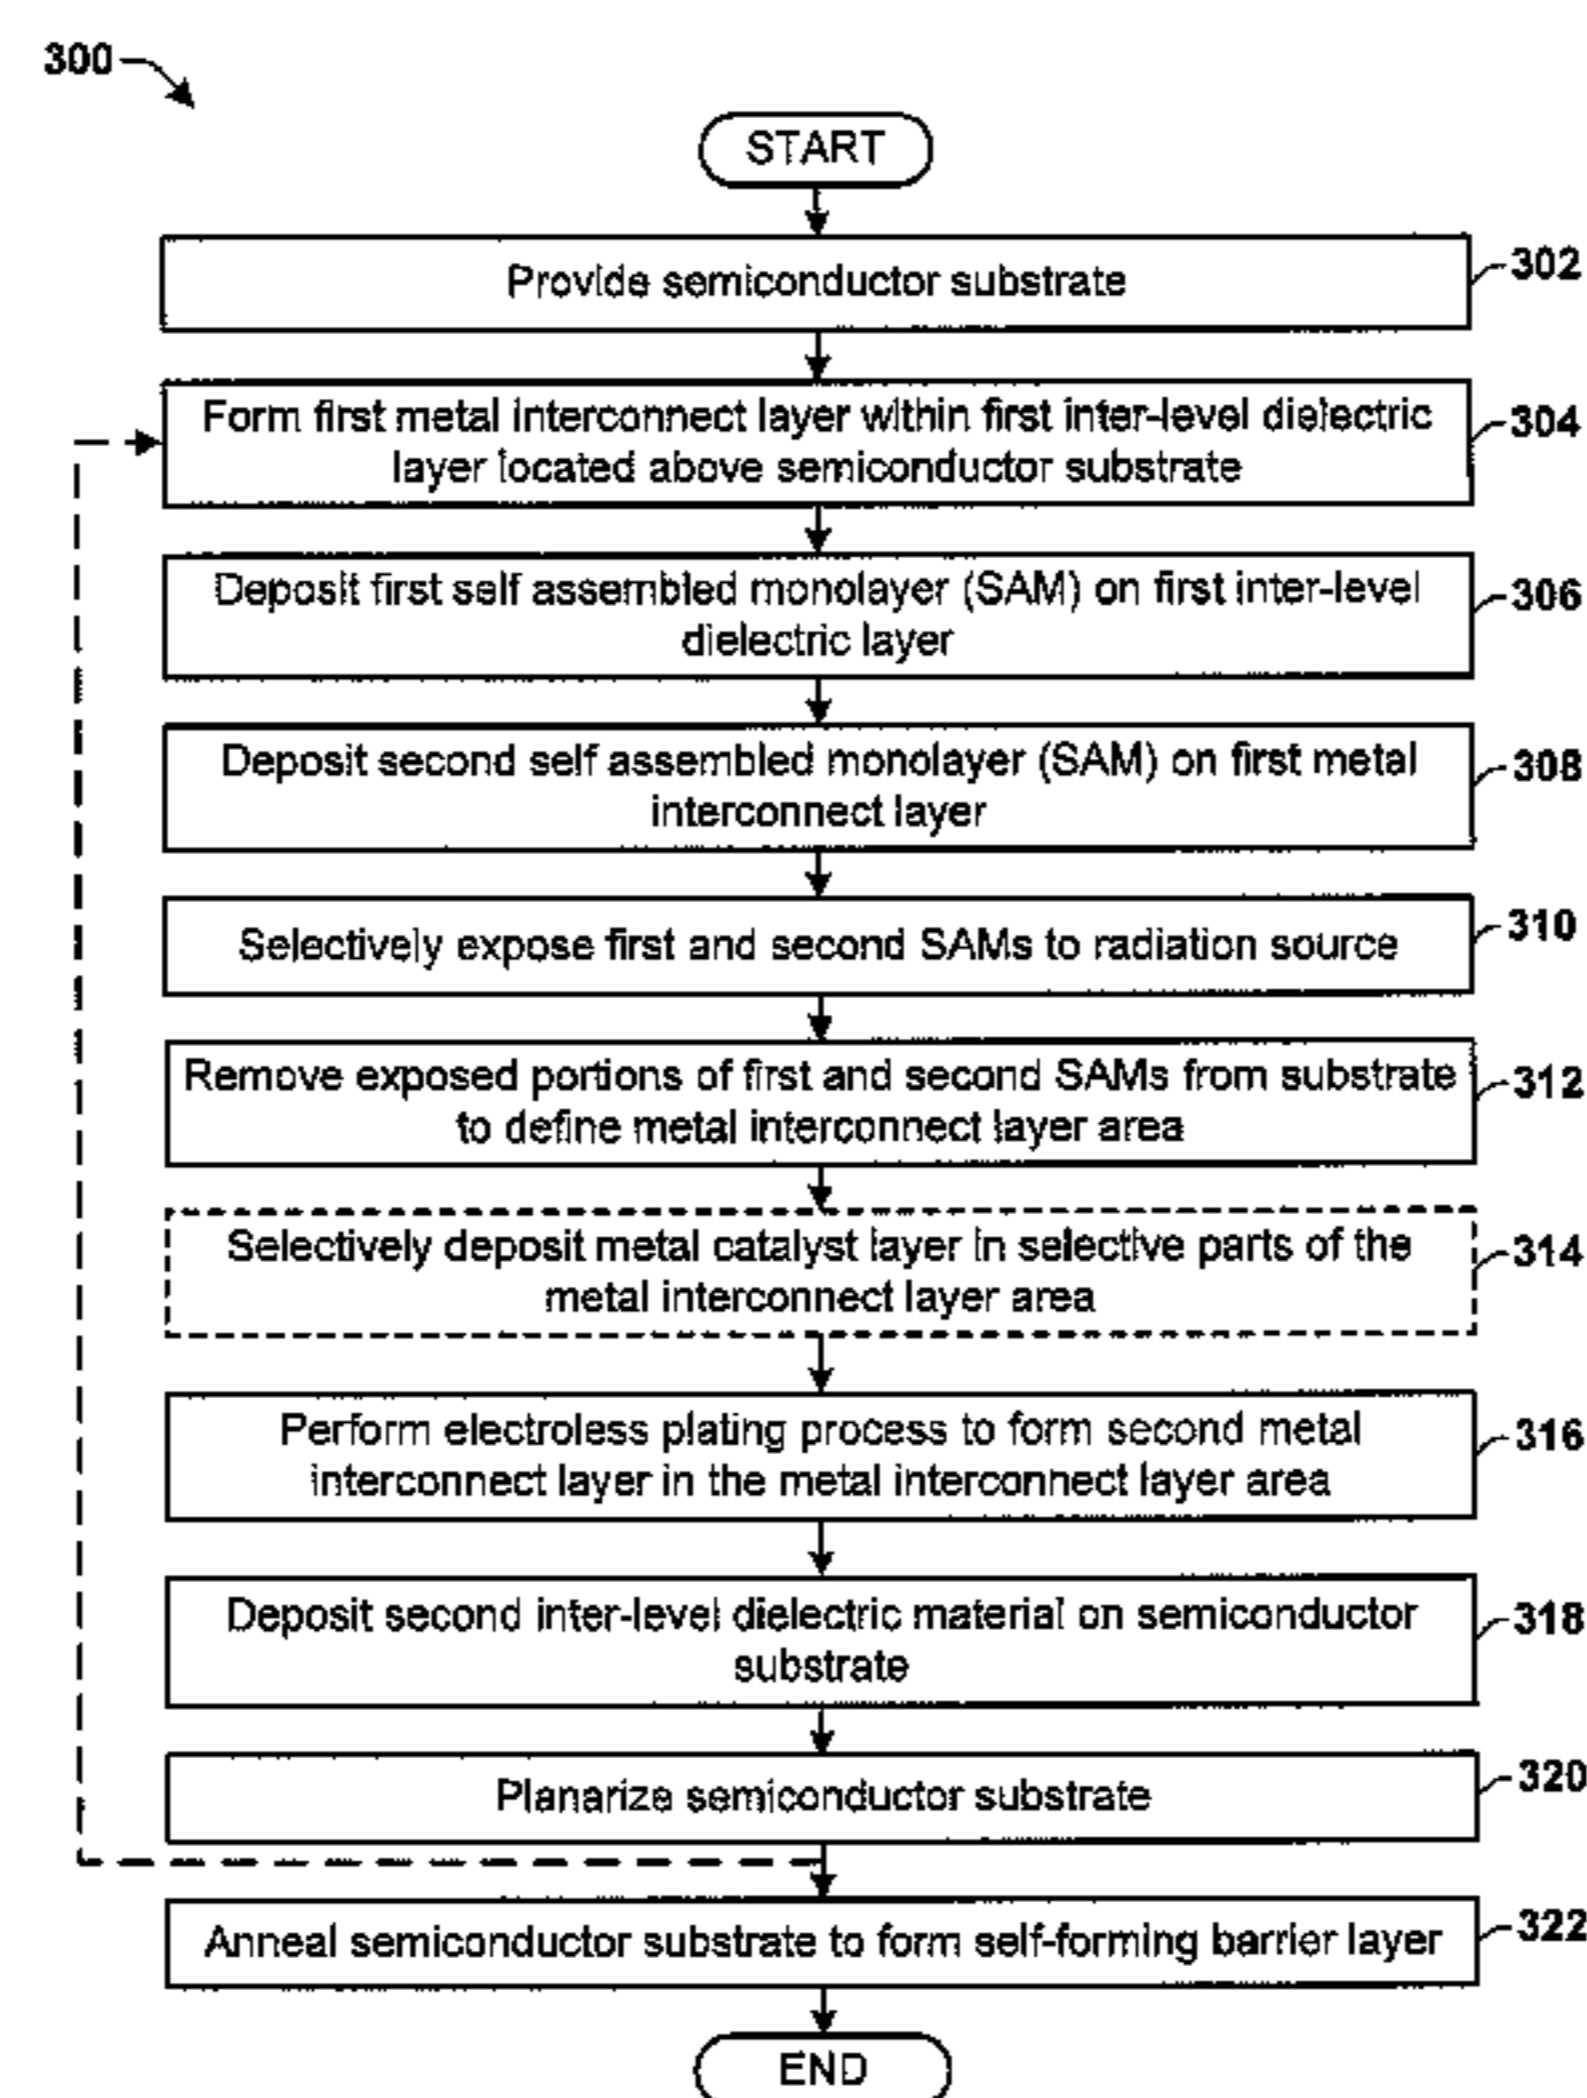 300
START
Provide semiconductor substrate
302
Form first metal interconnect layer within first inter-level dielectric
layer located above semiconductor substrate
304
Deposit first self assembled monolayer (SAM) on first inter-level
dielectric layer
306
Deposit second self assembled monolayer (SAM) on first metal
interconnect layer
308
Selectively expose first and second SAMs to radiation source
310
Remove exposed portions of first and second SAMs from substrate
to define metal interconnect layer area
312
Selectively deposit metal catalyst layer in selective parts of the
metal interconnect layer area
314
Perform electroless plating process to form second metal
interconnect layer in the metal interconnect layer area
316
Deposit second inter-level dielectric material on semiconductor
substrate
318
Planarize semiconductor substrate
320
Anneal semiconductor substrate to form self-forming barrier layer
322
END